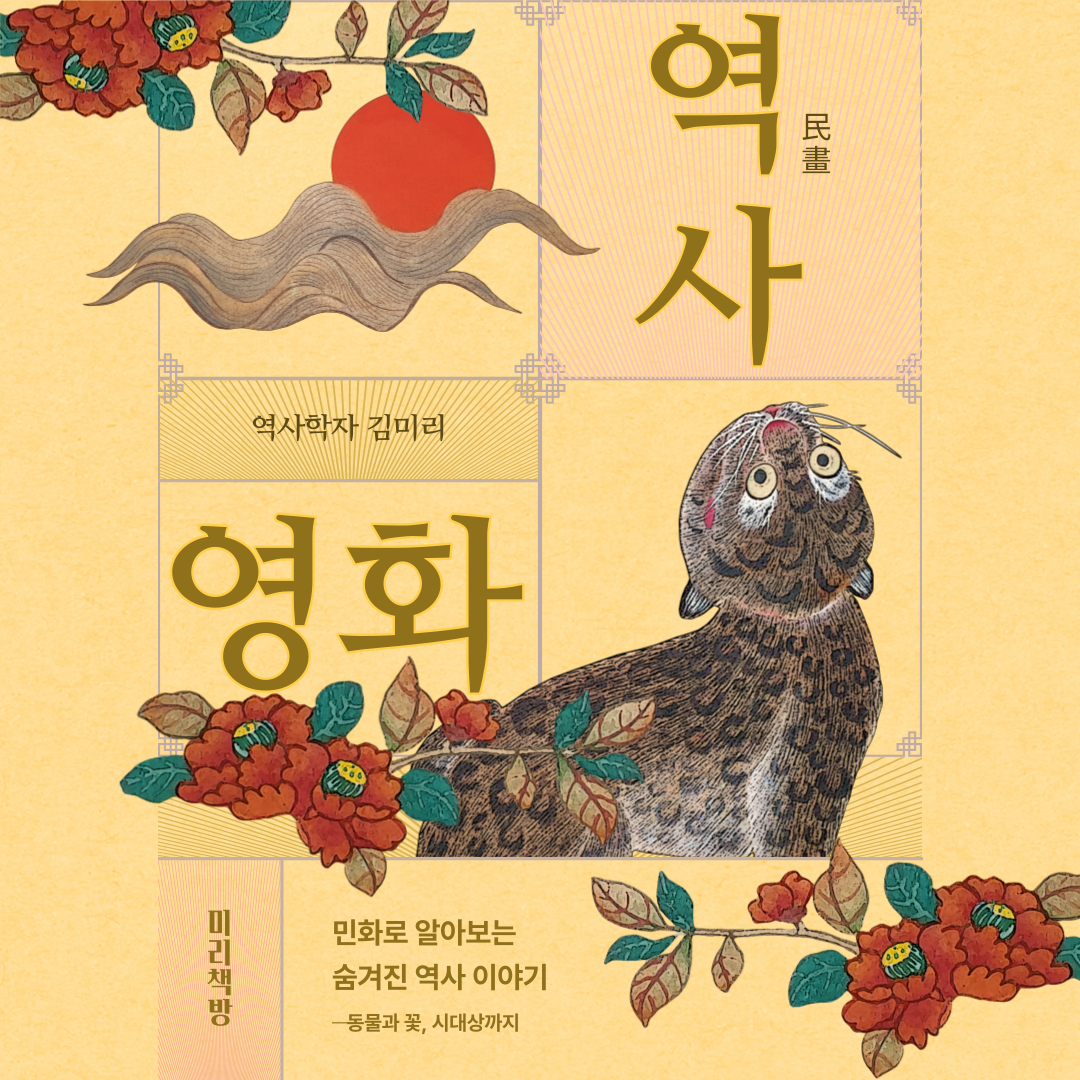 역사
民畫
역사학자 김미리
영화
미리책방
민화로 알아보는
숨겨진 역사 이야기
—동물과 꽃, 시대상까지